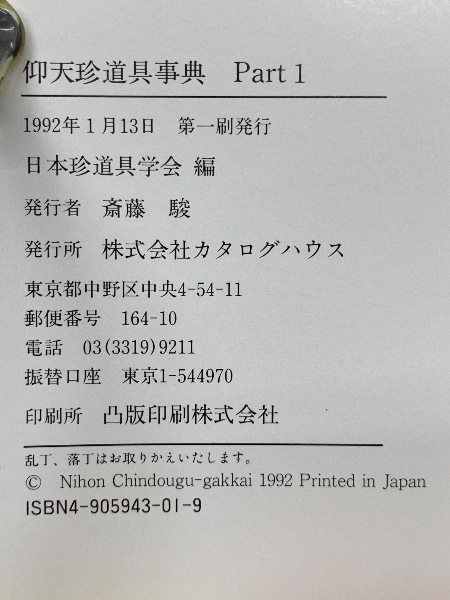 仰天珍道具事典 Part 1
1992年1月13日 第一刷発行
日本珍道具学会 編
発行者 斎藤 駿
発行所 株式会社カタログハウス
東京都中野区中央4-54-11
郵便番号 164-10
電話 03(3319)9211
振替口座 東京1-544970
印刷所 凸版印刷株式会社
乱丁、落丁はお取りかえいたします。
© Nihon Chindougu-gakkai 1992 Printed in Japan
ISBN4-905943-01-9